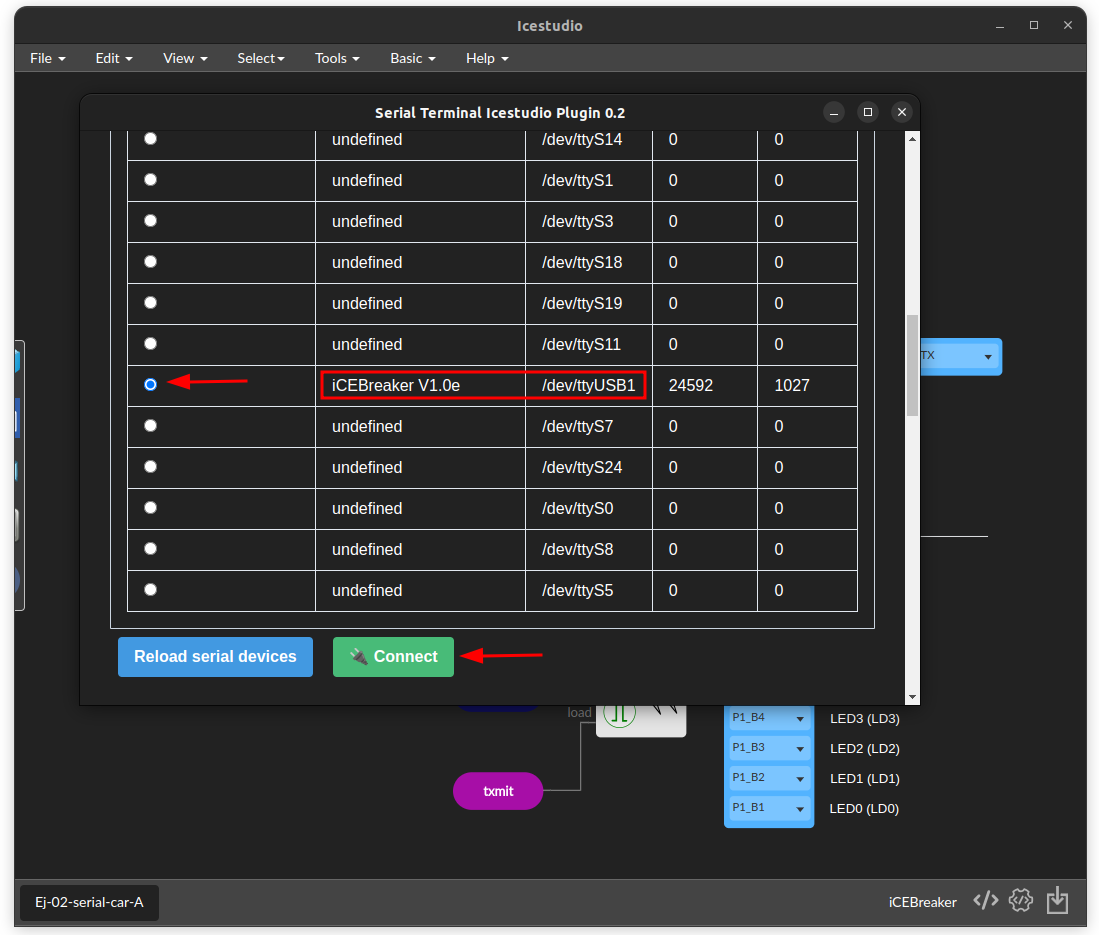 Icestudio
File Edit View Select Tools Basic Help
Serial Terminal Icestudio Plugin 0.2
undefined /dev/ttyS14 0 0
undefined /dev/ttyS1 0 0
undefined /dev/ttyS3 0 0
undefined /dev/ttyS18 0 0
undefined /dev/ttyS19 0 0
undefined /dev/ttyS11 0 0
TX
iCEBreaker V1.0e /dev/ttyUSB1 24592 1027
undefined /dev/ttyS7 0 0
undefined /dev/ttyS24 0 0
undefined /dev/ttyS0 0 0
undefined /dev/ttyS8 0 0
undefined /dev/ttyS5 0 0
Reload serial devices Connect
load
P1_B4 LED3 (LD3)
P1_B3 LED2 (LD2)
P1_B2 LED1 (LD1)
P1_B1 LED0 (LD0)
txmit
Ej-02-serial-car-A iCEBreaker